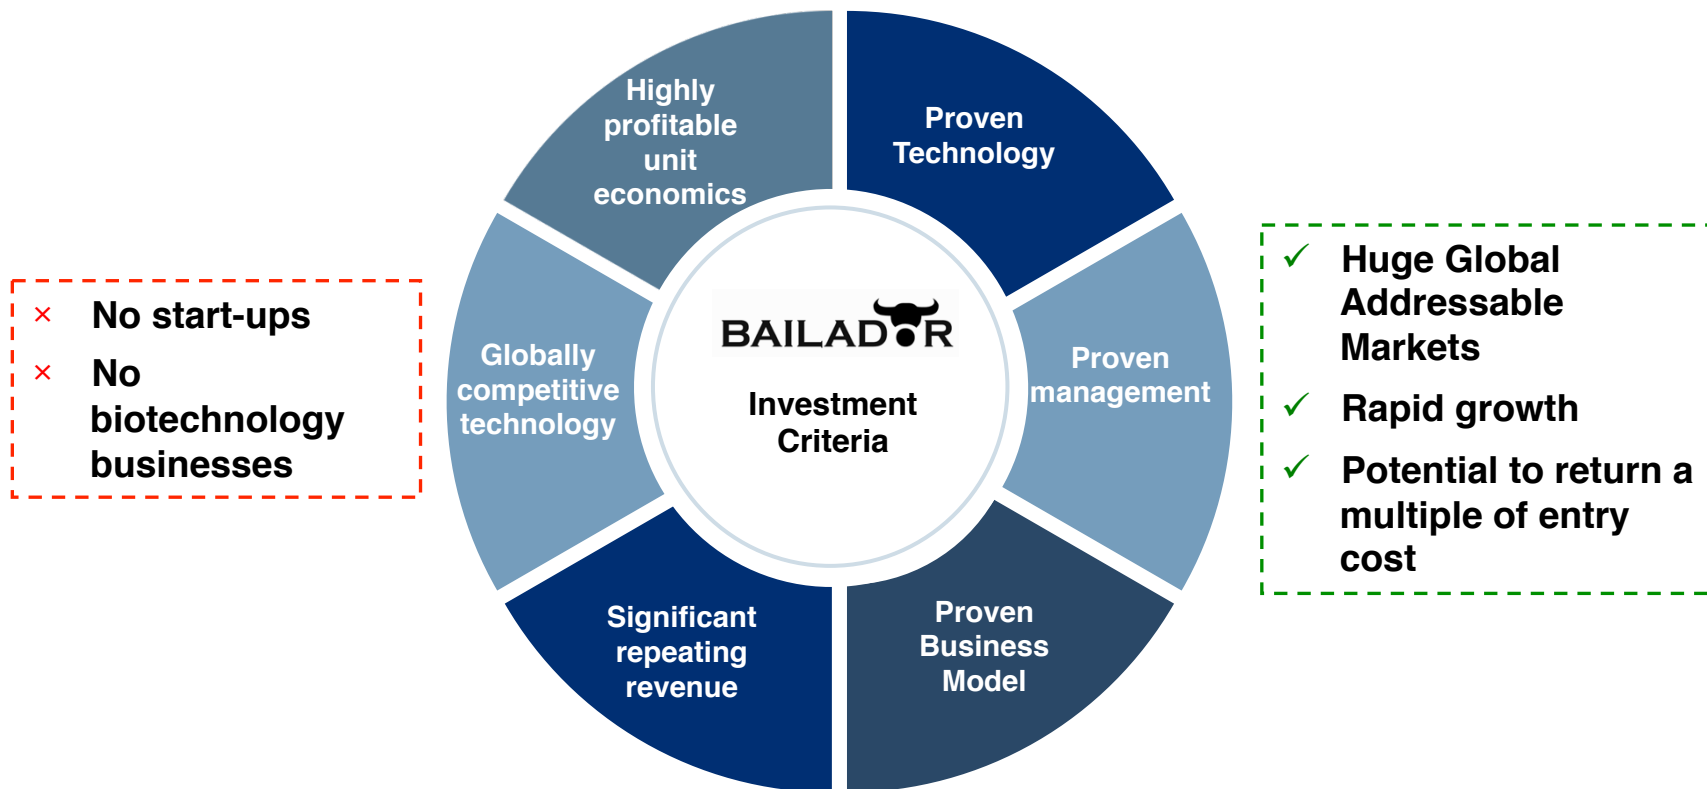 Highly
profitable
unit
economics
Proven
Technology
Globally
competitive
technology
BAILADOR
Investment
Criteria
Proven
management
Significant
repeating
revenue
Proven
Business
Model
× No start-ups
× No
biotechnology
businesses
✓ Huge Global
Addressable
Markets
✓ Rapid growth
✓ Potential to return a
multiple of entry
cost